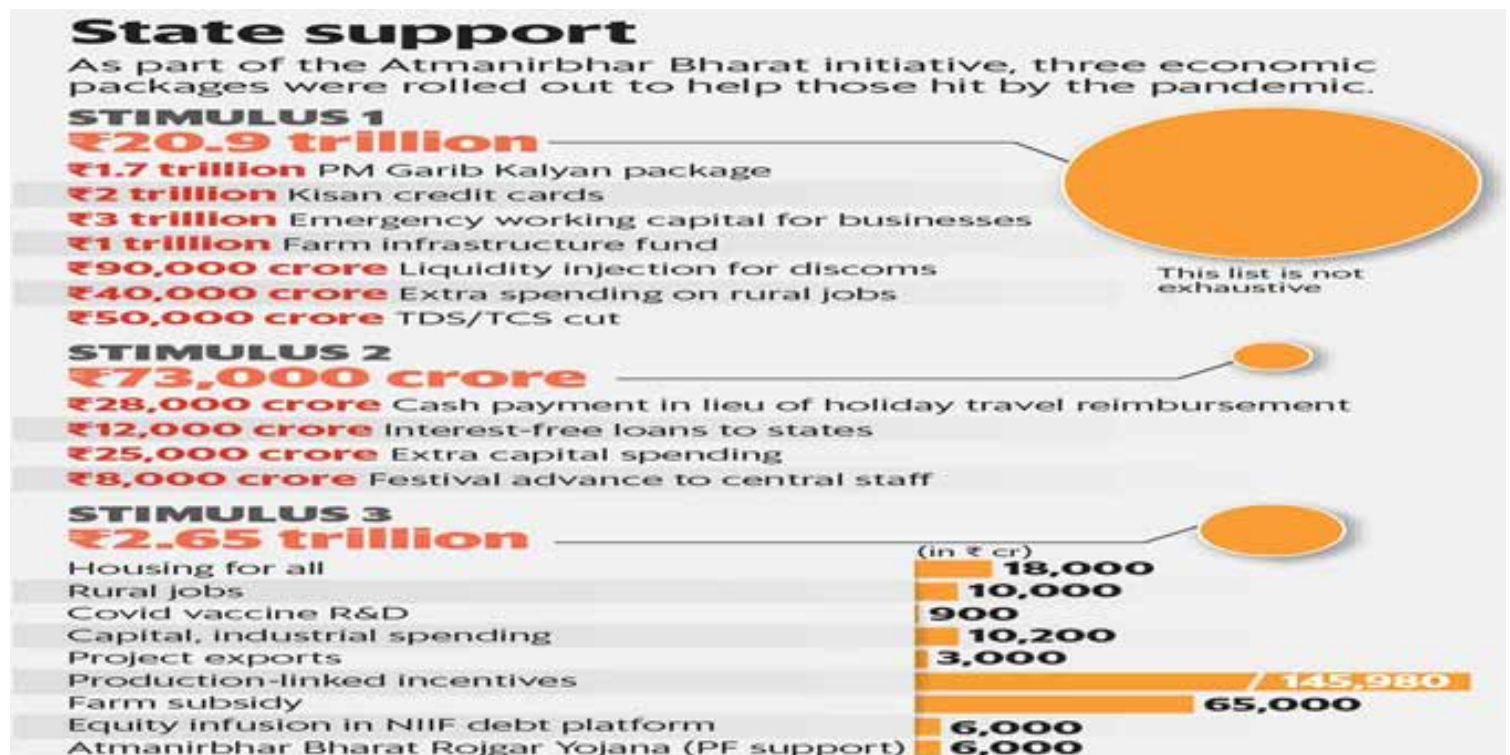 State support
As part of the Atmanirbhar Bharat initiative, three economic
packages were rolled out to help those hit by the pandemic.
STIMULUS 1
₹20.9 trillion
₹1.7 trillion PM Garib Kalyan package
₹2 trillion Kisan credit cards
₹3 trillion Emergency working capital for businesses
₹1 trillion Farm infrastructure fund
₹90,000 crore Liquidity injection for discoms
₹40,000 crore Extra spending on rural jobs
₹50,000 crore TDS/TCS cut
This list is not
exhaustive
STIMULUS 2
₹73,000 crore
₹28,000 crore Cash payment in lieu of holiday travel reimbursement
₹12,000 crore Interest-free loans to states
₹25,000 crore Extra capital spending
₹8,000 crore Festival advance to central staff
STIMULUS 3
₹2.65 trillion
(in ₹ cr)
Housing for all 18,000
Rural jobs 10,000
Covid vaccine R&D 900
Capital, industrial spending 10,200
Project exports 3,000
Production-linked incentives 145,980
Farm subsidy 65,000
Equity infusion in NIIF debt platform 6,000
Atmanirbhar Bharat Rojgar Yojana (PF support) 6,000